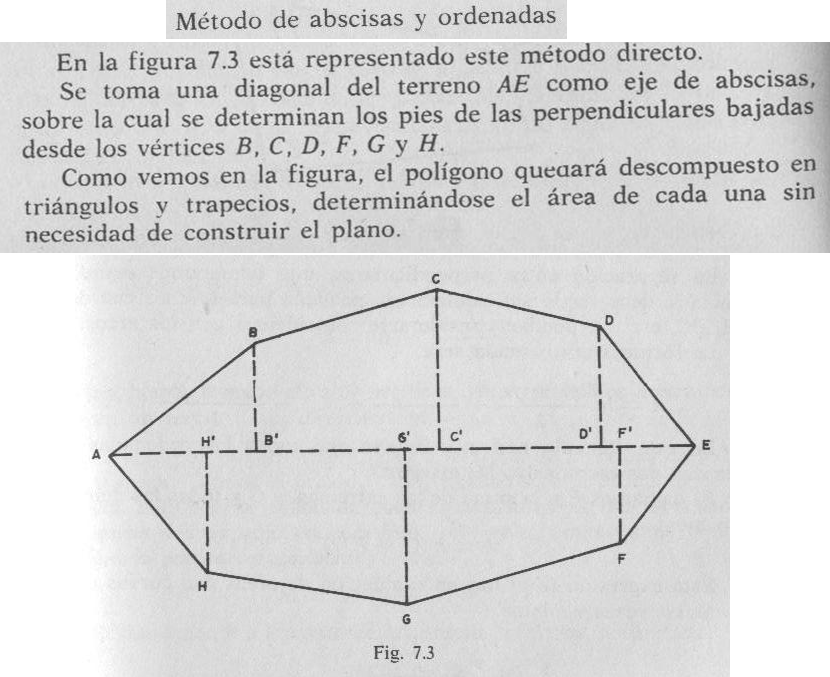 Método de abscisas y ordenadas
En la figura 7.3 está representado este método directo.
Se toma una diagonal del terreno AE como eje de abscisas,
sobre la cual se determinan los pies de las perpendiculares bajadas
desde los vértices B, C, D, F, G y H.
Como vemos en la figura, el polígono quedará descompuesto en
triángulos y trapecios, determinándose el área de cada una sin
necesidad de construir el plano.
C
D
B
A H' B' G' C' D' F' E
H
F
G
Fig. 7.3